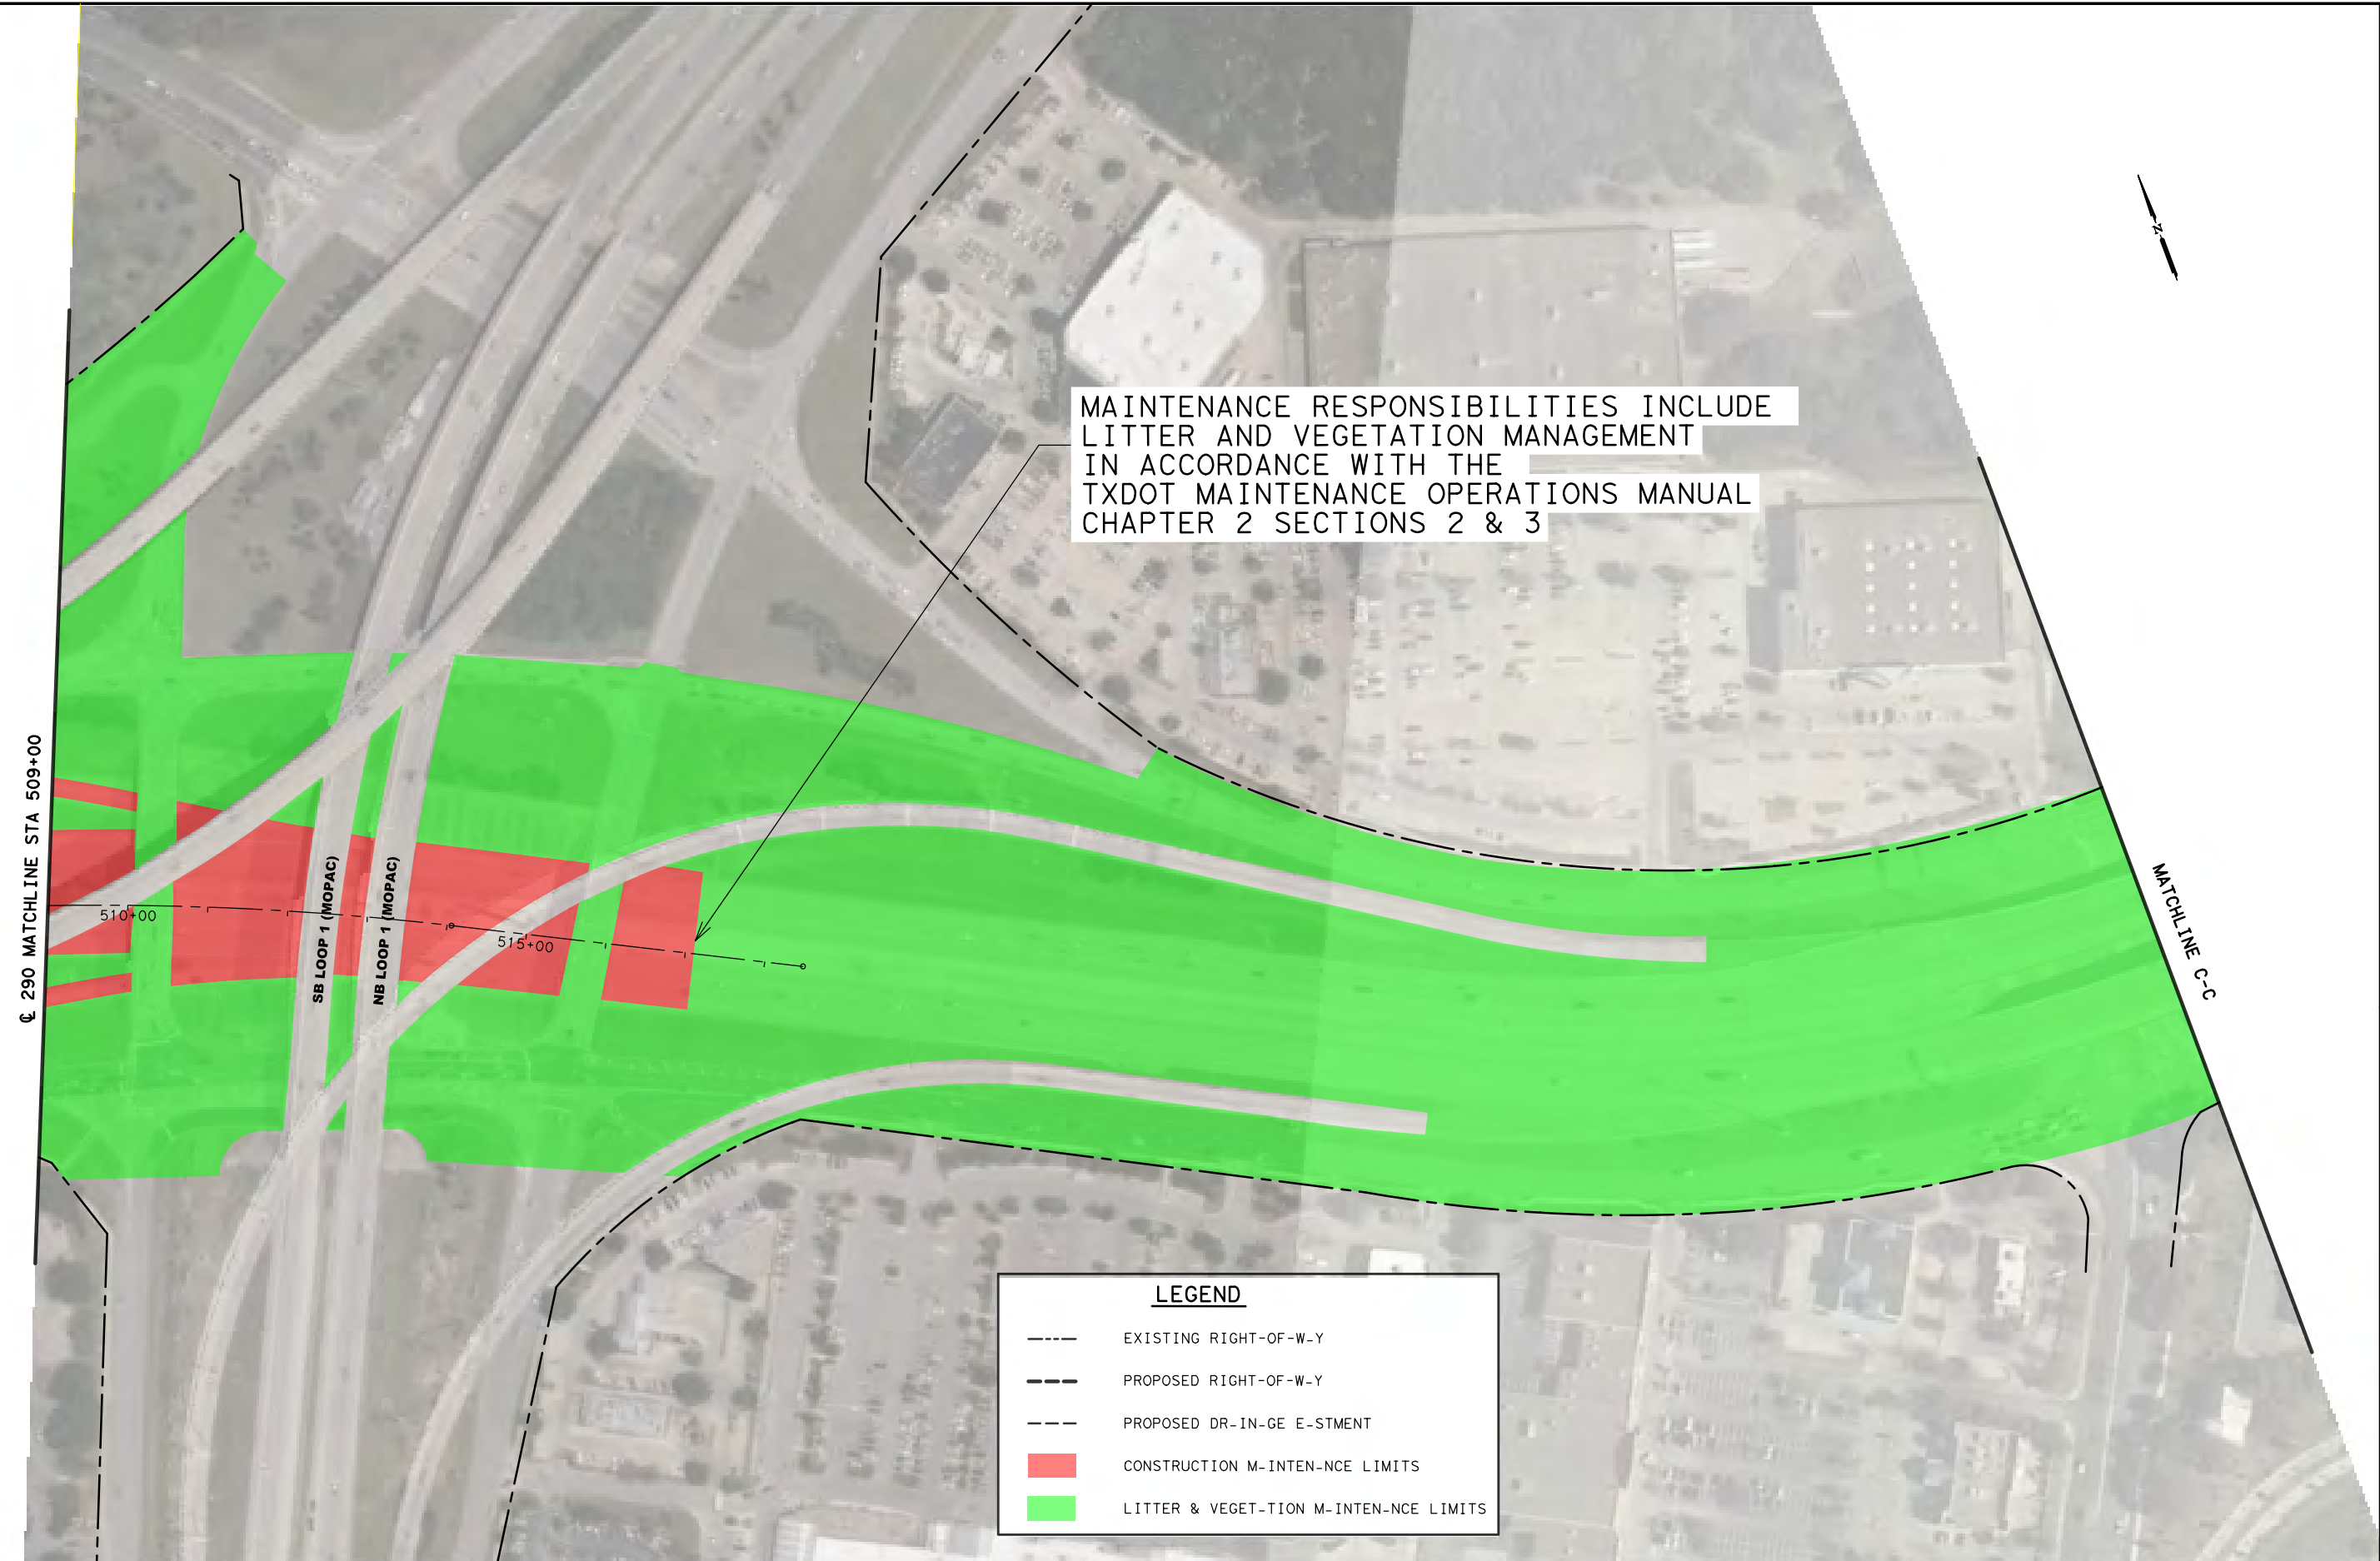 MAINTENANCE RESPONSIBILITIES INCLUDE
LITTER AND VEGETATION MANAGEMENT
IN ACCORDANCE WITH THE
TXDOT MAINTENANCE OPERATIONS MANUAL
CHAPTER 2 SECTIONS 2 & 3
N
℄ 290 MATCHLINE STA 509+00
510+00
SB LOOP 1 (MOPAC)
NB LOOP 1 (MOPAC)
515+00
MATCHLINE C-C
LEGEND
EXISTING RIGHT-OF-W-Y
PROPOSED RIGHT-OF-W-Y
PROPOSED DR-IN-GE E-STMENT
CONSTRUCTION M-INTEN-NCE LIMITS
LITTER & VEGET-TION M-INTEN-NCE LIMITS